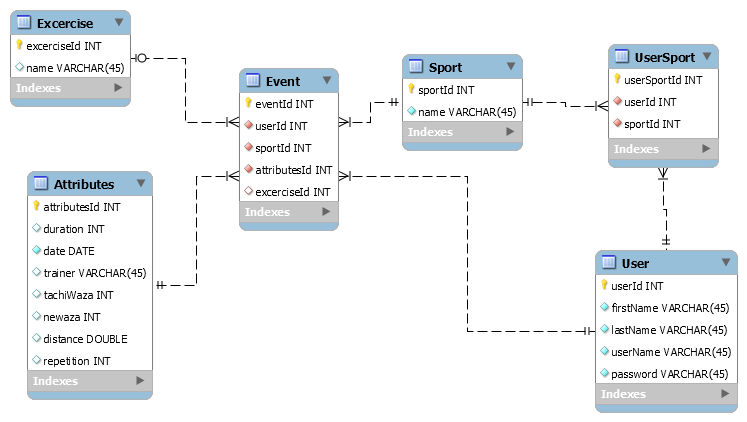 Excercise
excerciseId INT
name VARCHAR(45)
Indexes
Event
eventId INT
userId INT
sportId INT
attributesId INT
excerciseId INT
Indexes
Sport
sportId INT
name VARCHAR(45)
Indexes
UserSport
userSportId INT
userId INT
sportId INT
Indexes
Attributes
attributesId INT
duration INT
date DATE
trainer VARCHAR(45)
tachiWaza INT
newaza INT
distance DOUBLE
repetition INT
Indexes
User
userId INT
firstName VARCHAR(45)
lastName VARCHAR(45)
userName VARCHAR(45)
password VARCHAR(45)
Indexes